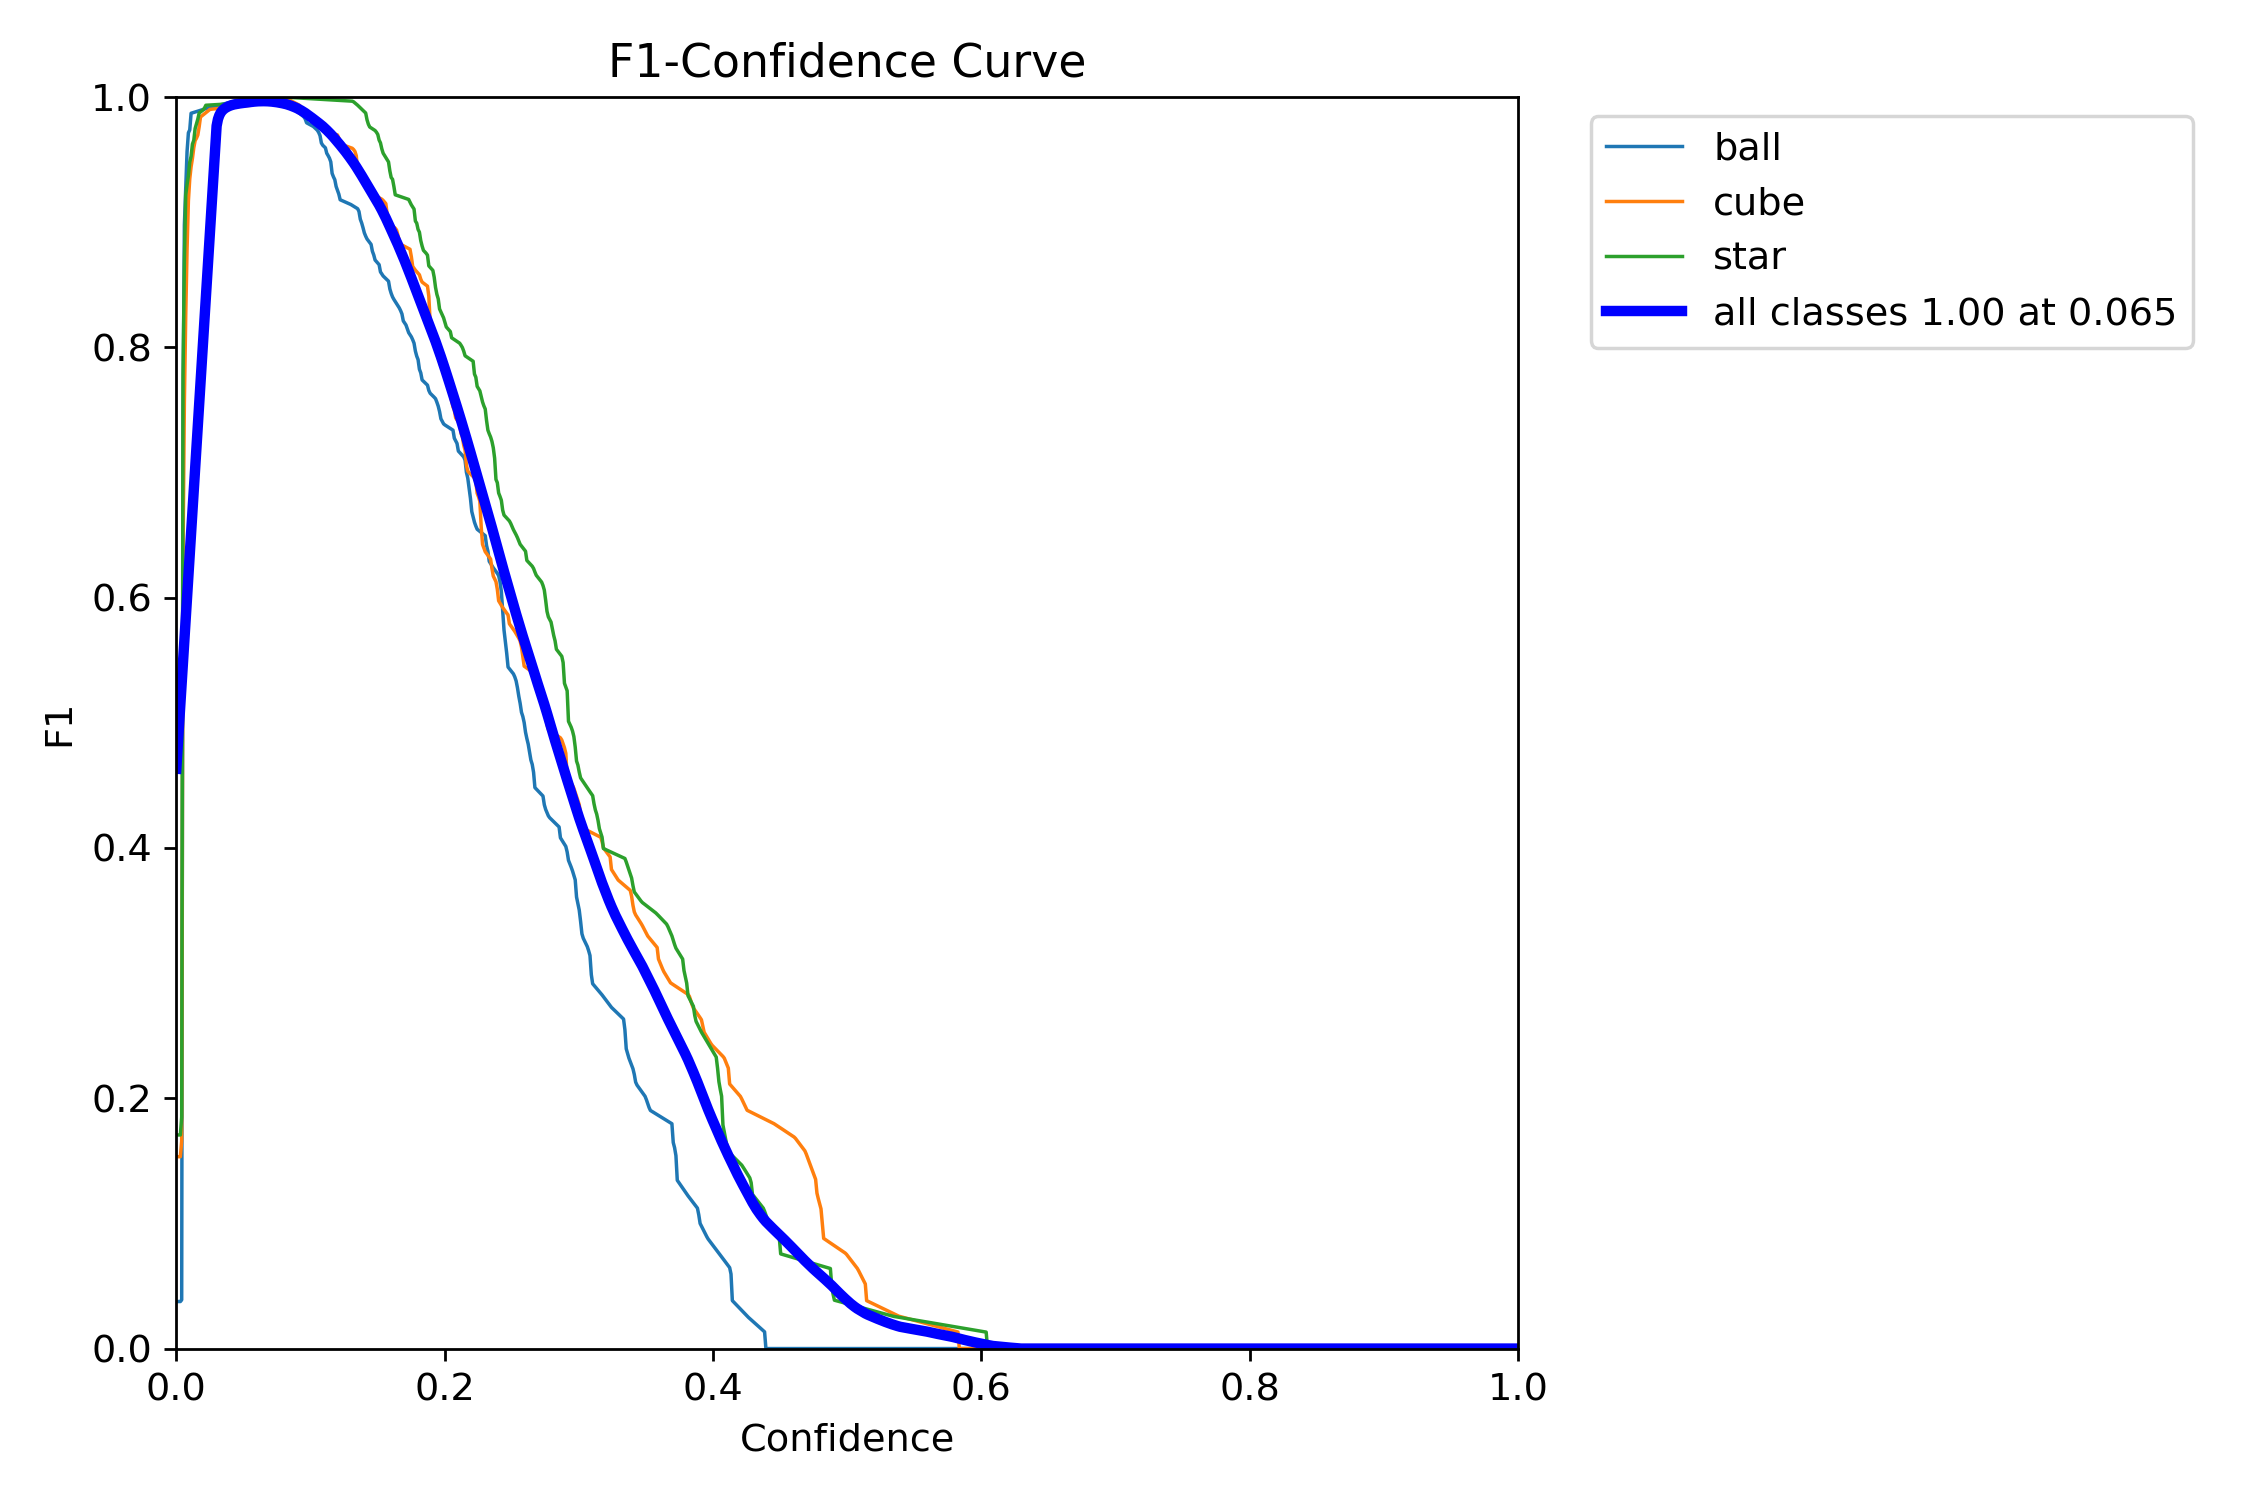 F1-Confidence Curve
1.0
0.8
0.6
0.4
0.2
0.0
F1
0.0 0.2 0.4 0.6 0.8 1.0
Confidence
ball
cube
star
all classes 1.00 at 0.065